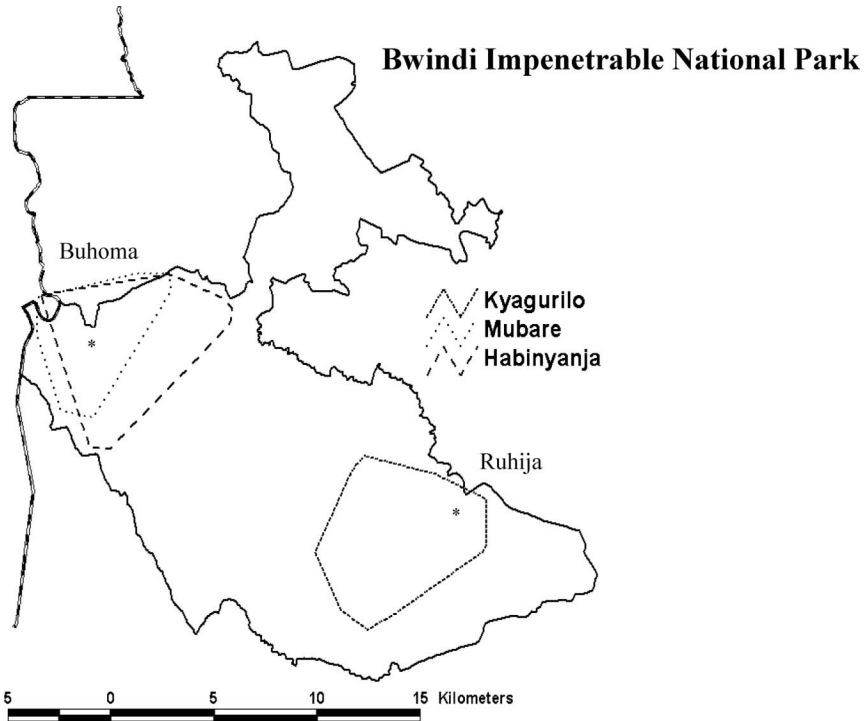 Bwindi Impenetrable National Park
Buhoma
*
Kyagurilo
Mubare
Habinyanja
Ruhija
*
5 0 5 10 15 Kilometers